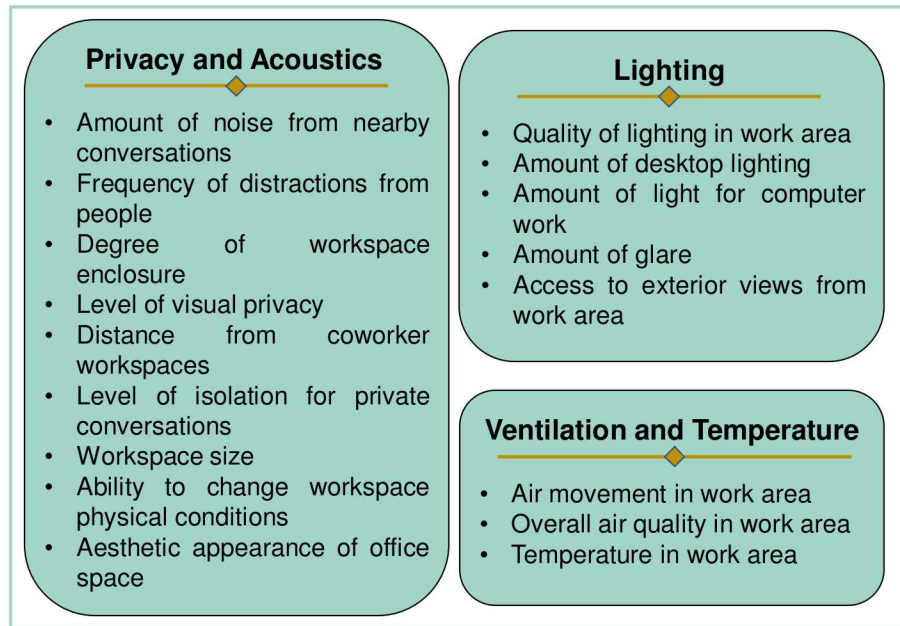 Privacy and Acoustics
• Amount of noise from nearby
conversations
• Frequency of distractions from
people
• Degree of workspace
enclosure
• Level of visual privacy
• Distance from coworker
workspaces
• Level of isolation for private
conversations
• Workspace size
• Ability to change workspace
physical conditions
• Aesthetic appearance of office
space
Lighting
• Quality of lighting in work area
• Amount of desktop lighting
• Amount of light for computer
work
• Amount of glare
• Access to exterior views from
work area
Ventilation and Temperature
• Air movement in work area
• Overall air quality in work area
• Temperature in work area